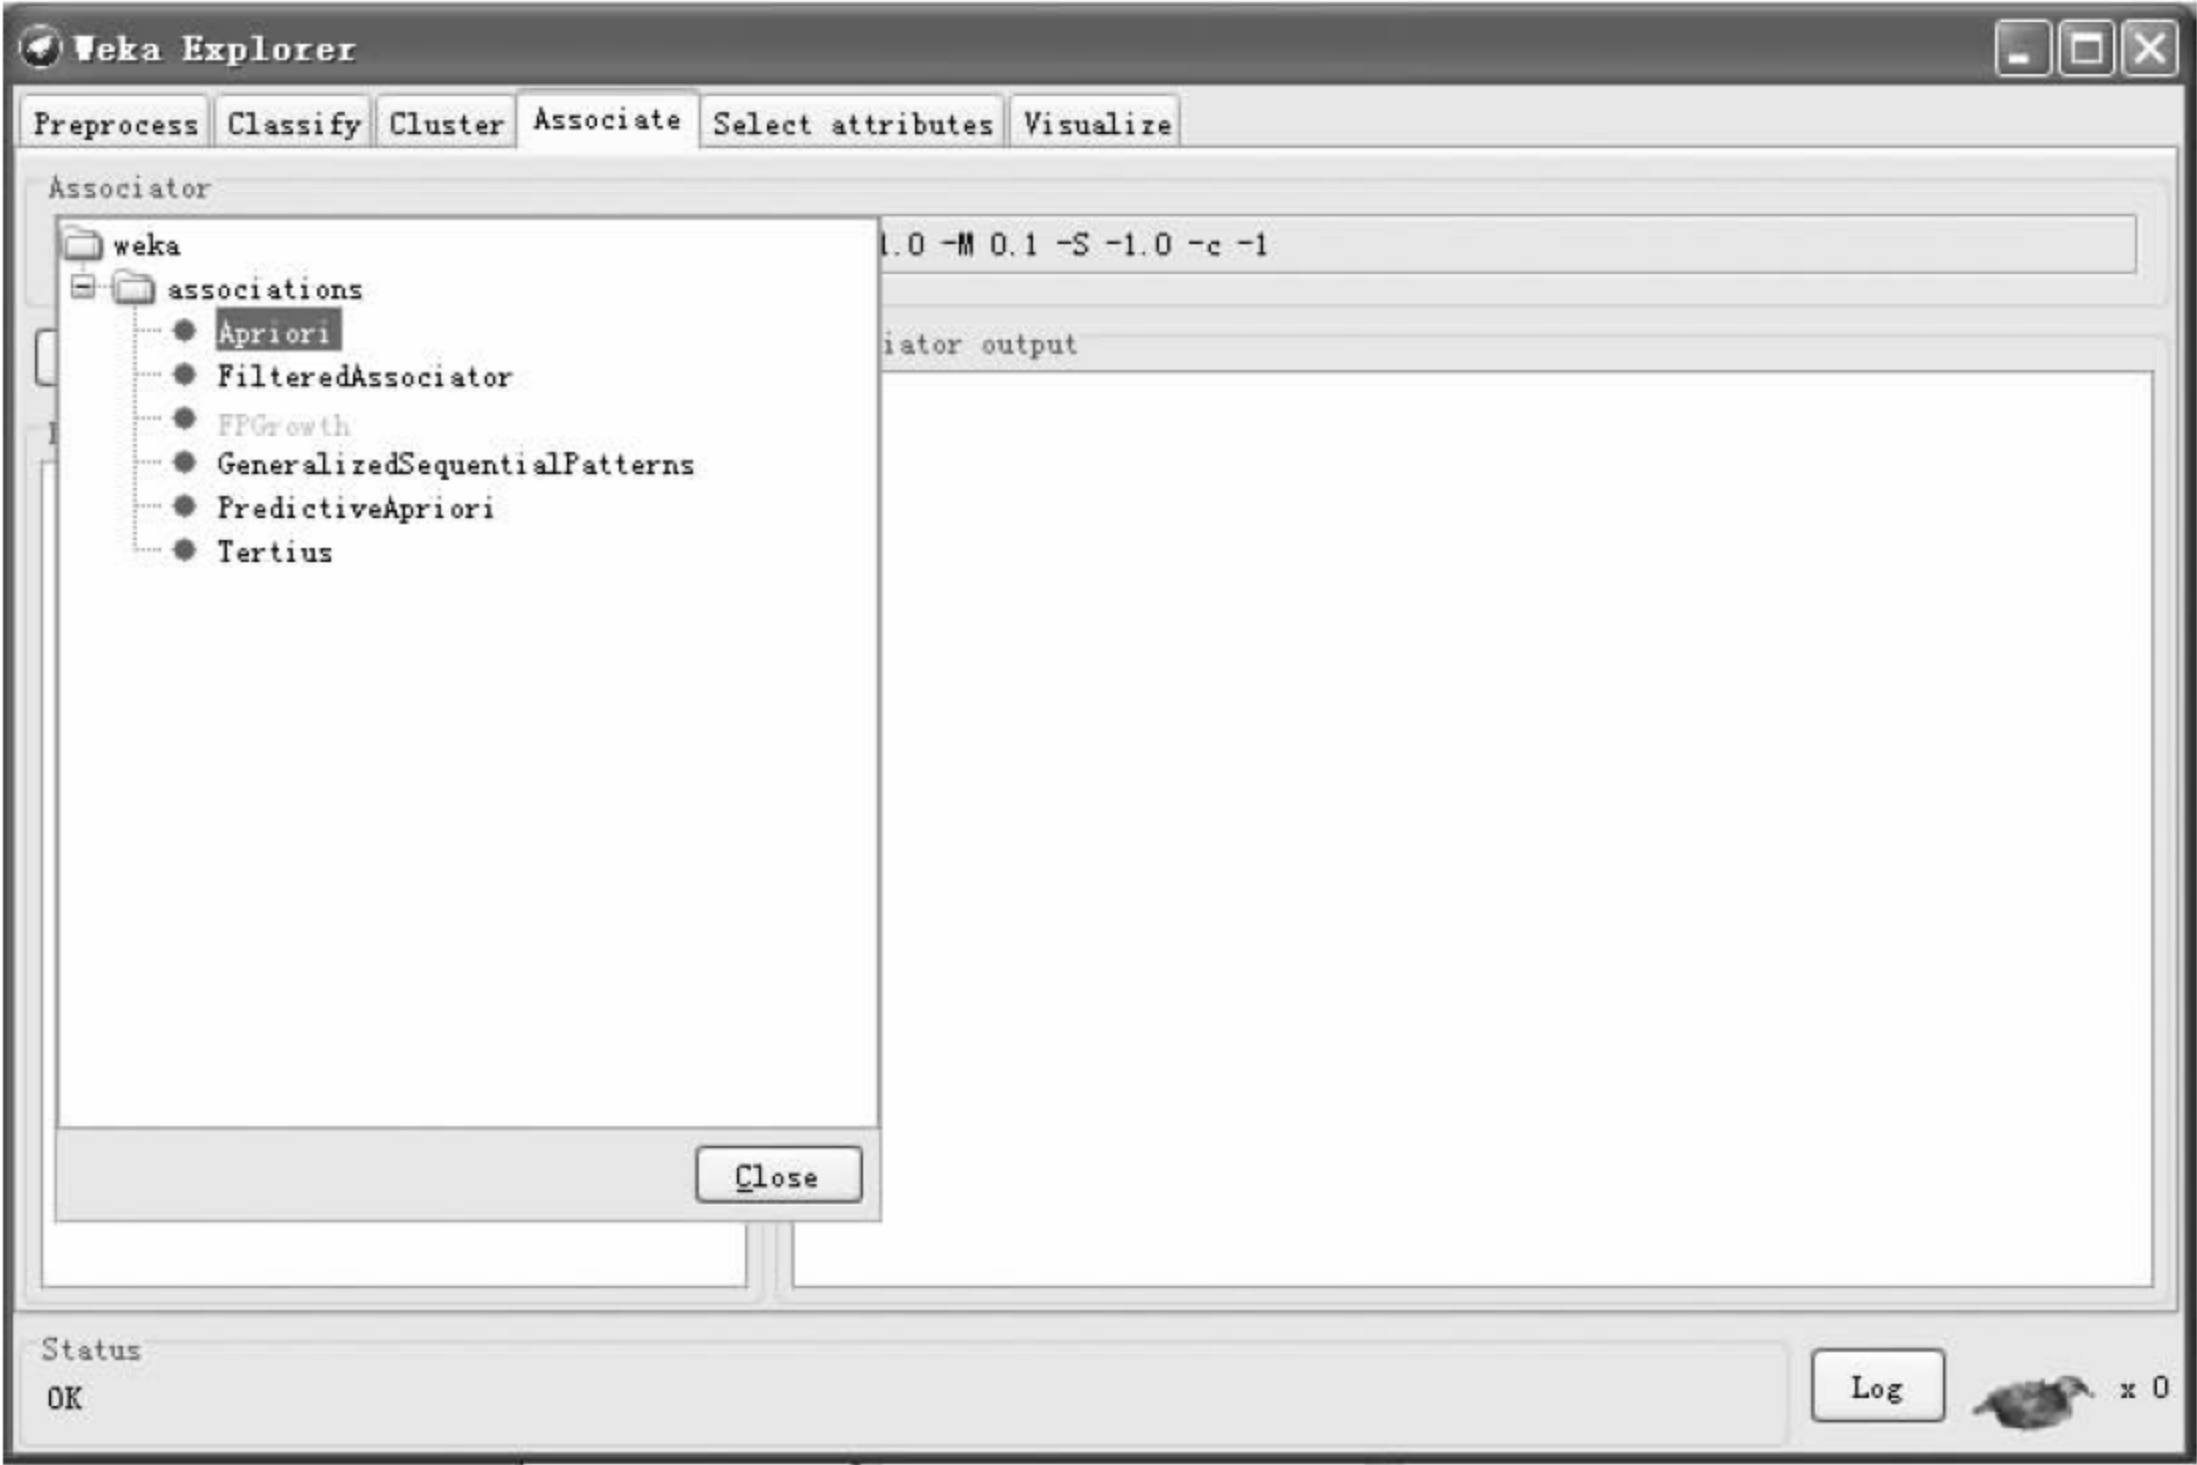 Weka Explorer
Preprocess Classify Cluster Associate Select attributes Visualize
Associator
1.0 -M 0.1 -S -1.0 -c -1
weka
associations
Apriori
iator output
FilteredAssociator
FPGrowth
GeneralizedSequentialPatterns
PredictiveApriori
Tertius
Close
Status
OK
Log
x 0